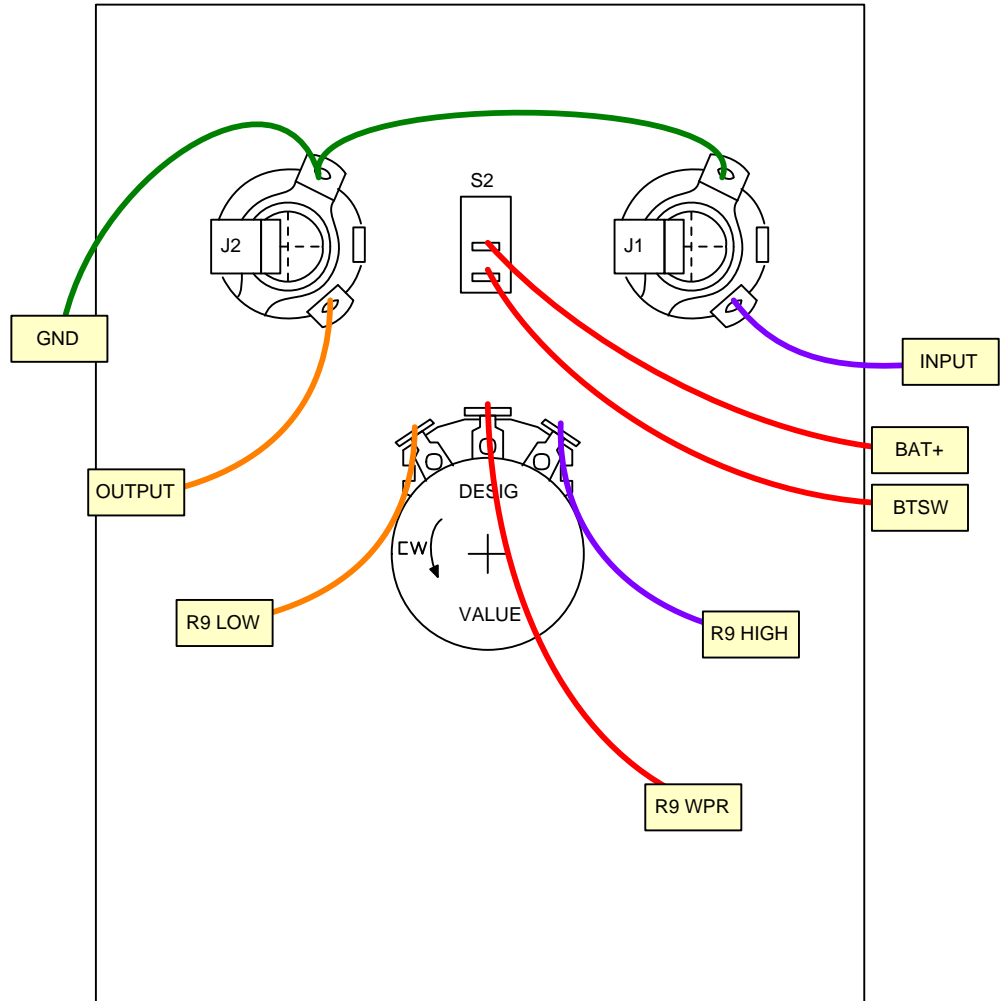 S2
J2
J1
GND
INPUT
BAT+
OUTPUT
DESIG
BTSW
CW
VALUE
R9 LOW
R9 HIGH
R9 WPR